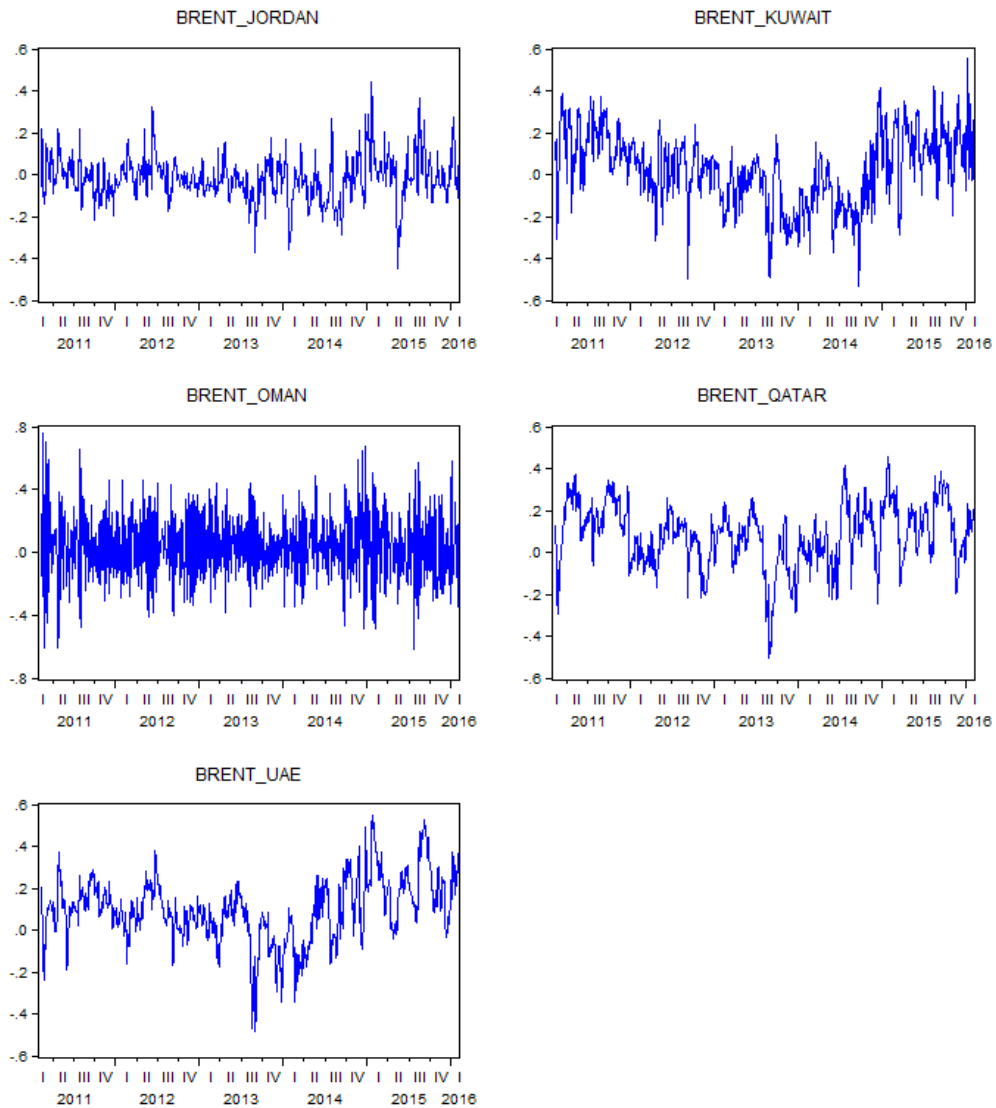 BRENT_JORDAN
.6
.4
.2
.0
-.2
-.4
-.6
I II III IV I II III IV I II III IV I II III IV I II III IV I
2011 2012 2013 2014 2015 2016
BRENT_KUWAIT
.6
.4
.2
.0
-.2
-.4
-.6
I II III IV I II III IV I II III IV I II III IV I II III IV I
2011 2012 2013 2014 2015 2016
BRENT_OMAN
.8
.4
.0
-.4
-.8
I II III IV I II III IV I II III IV I II III IV I II III IV I
2011 2012 2013 2014 2015 2016
BRENT_QATAR
.6
.4
.2
.0
-.2
-.4
-.6
I II III IV I II III IV I II III IV I II III IV I II III IV I
2011 2012 2013 2014 2015 2016
BRENT_UAE
.6
.4
.2
.0
-.2
-.4
-.6
I II III IV I II III IV I II III IV I II III IV I II III IV I
2011 2012 2013 2014 2015 2016